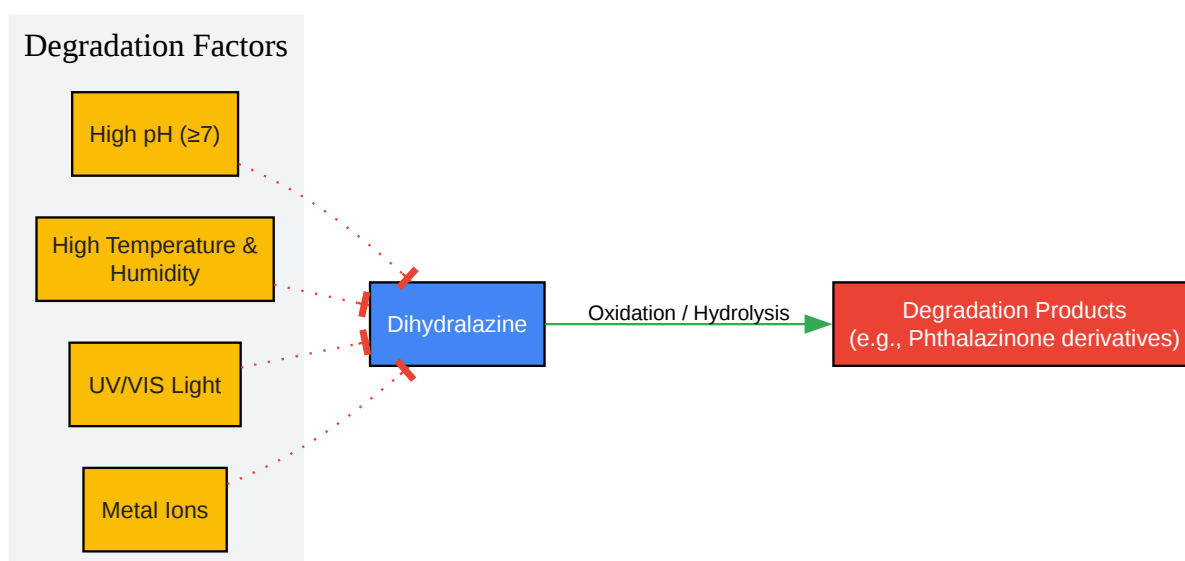 Degradation Factors
High pH (≥7)
High Temperature &
Humidity
UV/VIS Light
Metal Ions
Dihydralazine
Oxidation / Hydrolysis
Degradation Products
(e.g., Phthalazinone derivatives)